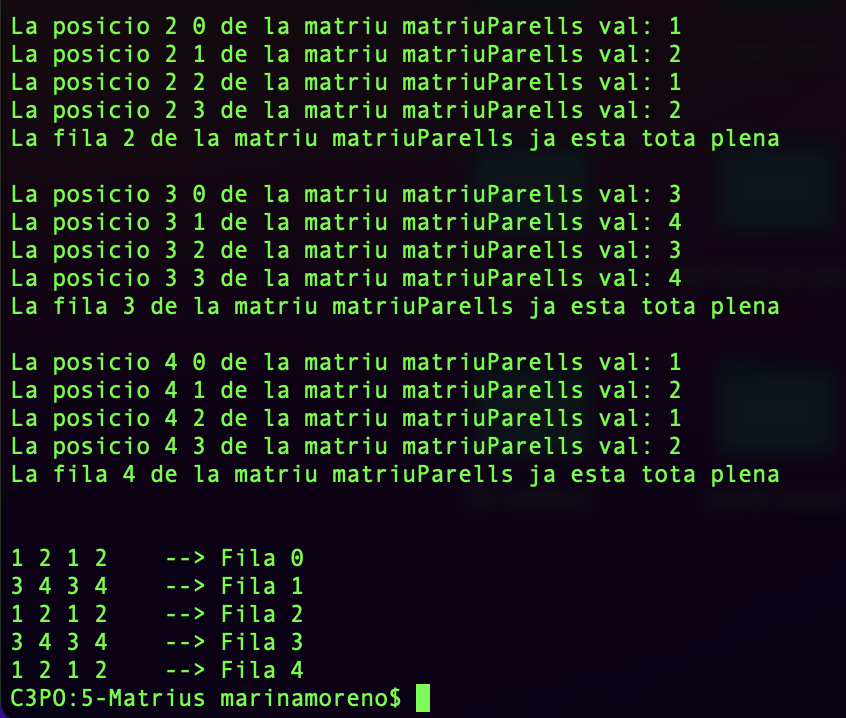 La posicio 2 0 de la matriu matriuParells val: 1
La posicio 2 1 de la matriu matriuParells val: 2
La posicio 2 2 de la matriu matriuParells val: 1
La posicio 2 3 de la matriu matriuParells val: 2
La fila 2 de la matriu matriuParells ja esta tota plena
La posicio 3 0 de la matriu matriuParells val: 3
La posicio 3 1 de la matriu matriuParells val: 4
La posicio 3 2 de la matriu matriuParells val: 3
La posicio 3 3 de la matriu matriuParells val: 4
La fila 3 de la matriu matriuParells ja esta tota plena
La posicio 4 0 de la matriu matriuParells val: 1
La posicio 4 1 de la matriu matriuParells val: 2
La posicio 4 2 de la matriu matriuParells val: 1
La posicio 4 3 de la matriu matriuParells val: 2
La fila 4 de la matriu matriuParells ja esta tota plena
1 2 1 2    --> Fila 0
3 4 3 4    --> Fila 1
1 2 1 2    --> Fila 2
3 4 3 4    --> Fila 3
1 2 1 2    --> Fila 4
C3PO:5-Matrius marinamoreno$